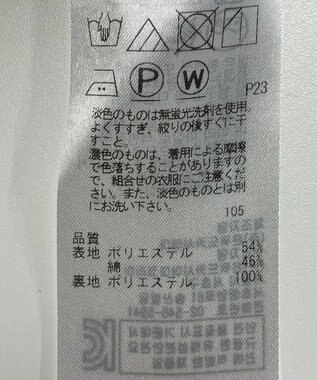 P
W
P23
淡色のものは無蛍光洗剤を使用。
よくすすぎ、絞りの後すぐに干
すこと。
濃色のものは、着用による摩擦
で色落ちすることがありますの
で、組合せの衣服にご注意くだ
さい。また、淡色のものとは別
にお洗い下さい。
105
品質
表地 ポリエステル 54%
綿 46%
裏地 ポリエステル 100%